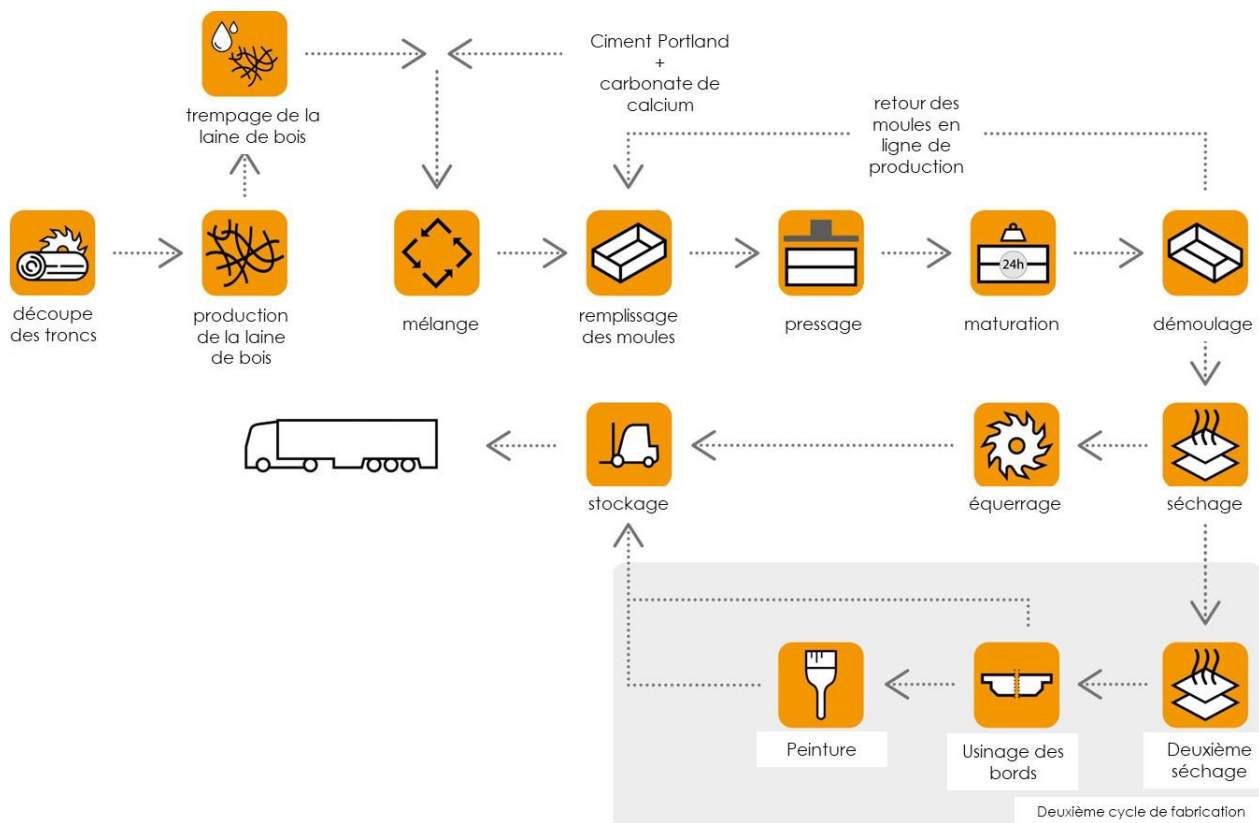 Ciment Portland
+
carbonate de
calcium
trempage de la
laine de bois
retour des
moules en
ligne de
production
découpe
des troncs
production
de la laine
de bois
mélange
remplissage
des moules
pressage
24h
maturation
démoulage
stockage
équerrage
séchage
Peinture
Usinage des
bords
Deuxième
séchage
Deuxième cycle de fabrication